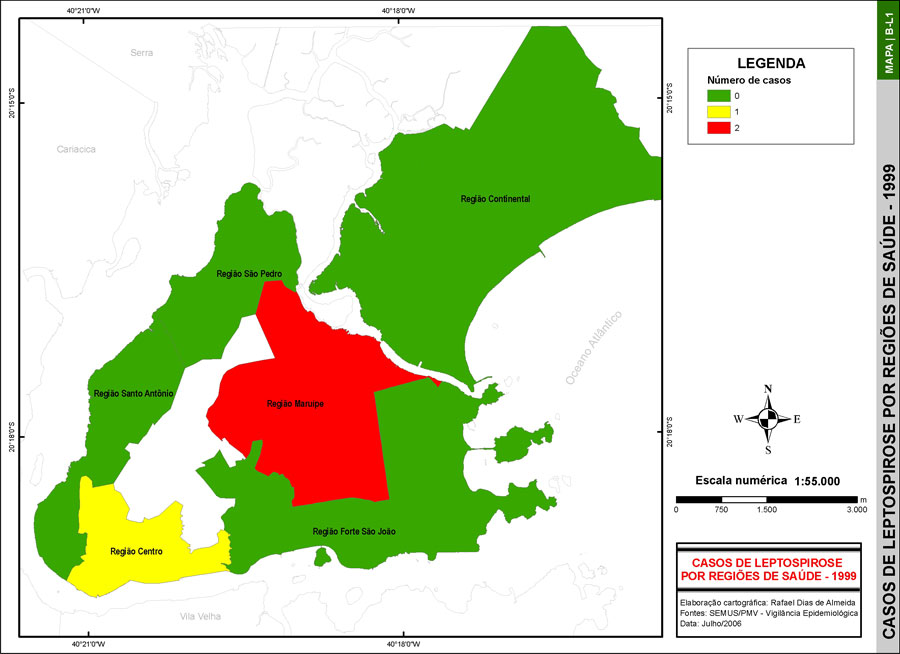 40°21'0"W
40°18'0"W
MAPA | B-L1
CASOS DE LEPTOSPIROSE POR REGIÕES DE SAÚDE - 1999
Serra
Cariacica
20°15'0"S
20°15'0"S
LEGENDA
Número de casos
0
1
2
Região Continental
Região São Pedro
Oceano Atlântico
Região Santo Antônio
Região Maruípe
N
W
E
S
20°18'0"S
20°18'0"S
Escala numérica 1:55.000
m
0 750 1.500 3.000
Região Forte São João
Região Centro
CASOS DE LEPTOSPIROSE
POR REGIÕES DE SAÚDE - 1999
Elaboração cartográfica: Rafael Dias de Almeida
Fontes: SEMUS/PMV - Vigilância Epidemiológica
Data: Julho/2006
Vila Velha
40°21'0"W
40°18'0"W